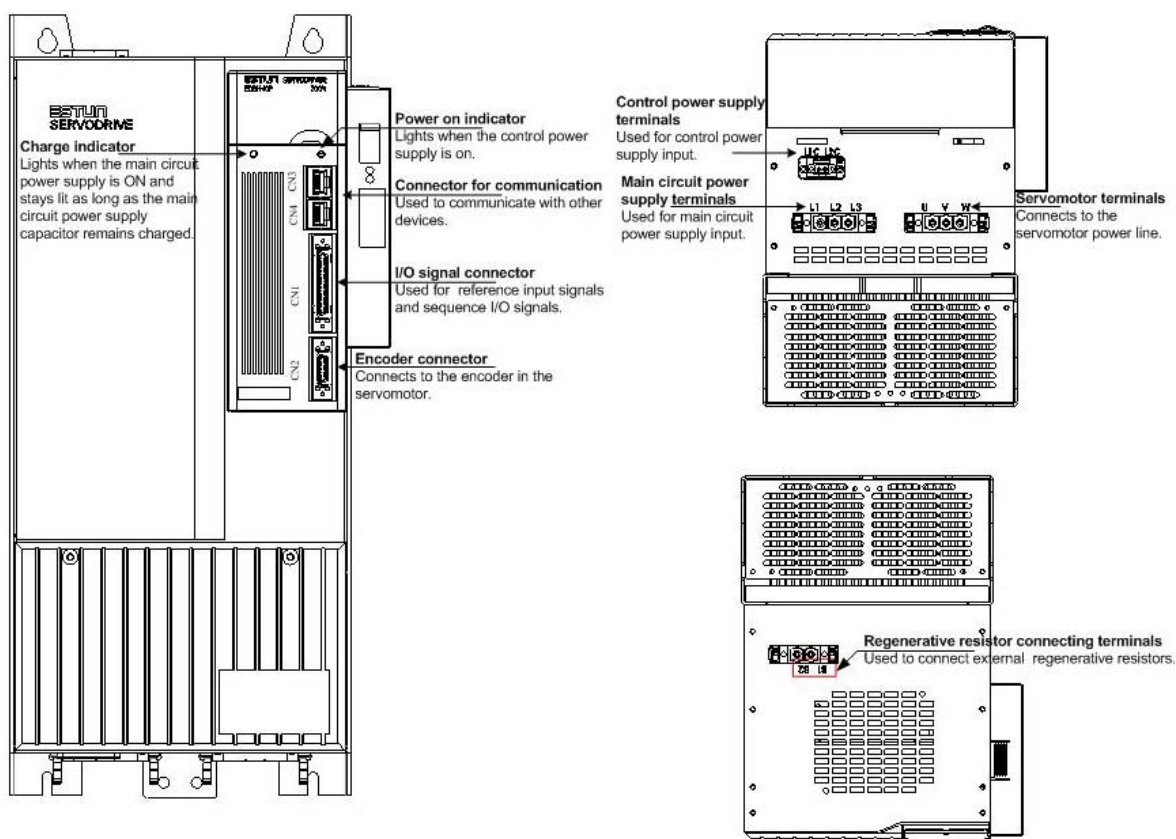 ESTUN
SERVODRIVE
ESTUN SERVODRIVER
200V
Charge indicator
Lights when the main circuit
power supply is ON and
stays lit as long as the main
circuit power supply
capacitor remains charged.
Power on indicator
Lights when the control power
supply is on.
CN3
Connector for communication
Used to communicate with other
devices.
CN4
I/O signal connector
Used for reference input signals
and sequence I/O signals.
CN1
Encoder connector
Connects to the encoder in the
servomotor.
CN2
Control power supply
terminals
Used for control power
supply input.
Main circuit power
supply terminals
Used for main circuit
power supply input.
L1 L2 L3
U V W
Servomotor terminals
Connects to the
servomotor power line.
Regenerative resistor connecting terminals
Used to connect external regenerative resistors.
B2 B1